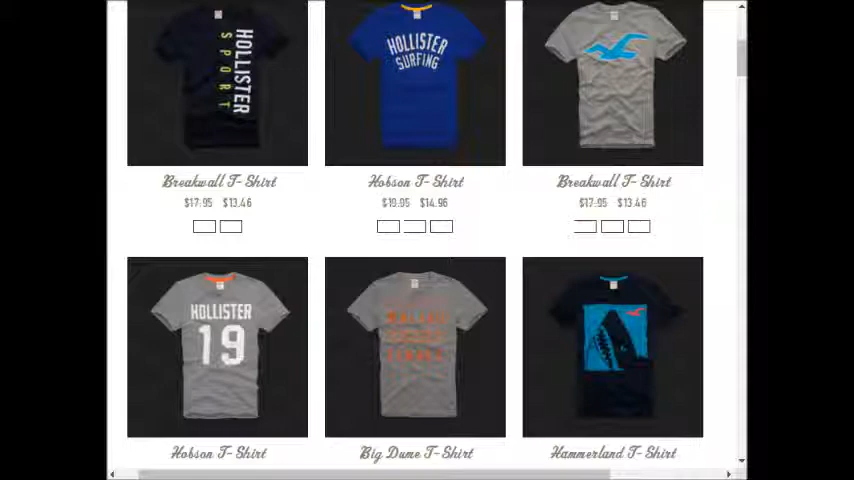 HOLLISTER
SPORT
HOLLISTER
SURFING
Breakwall T-Shirt
Hobson T-Shirt
Breakwall T-Shirt
$17.95 $13.46
$19.95 $14.96
$17.95 $13.46
HOLLISTER
19
Hobson T-Shirt
Big Dume T-Shirt
Hammerland T-Shirt